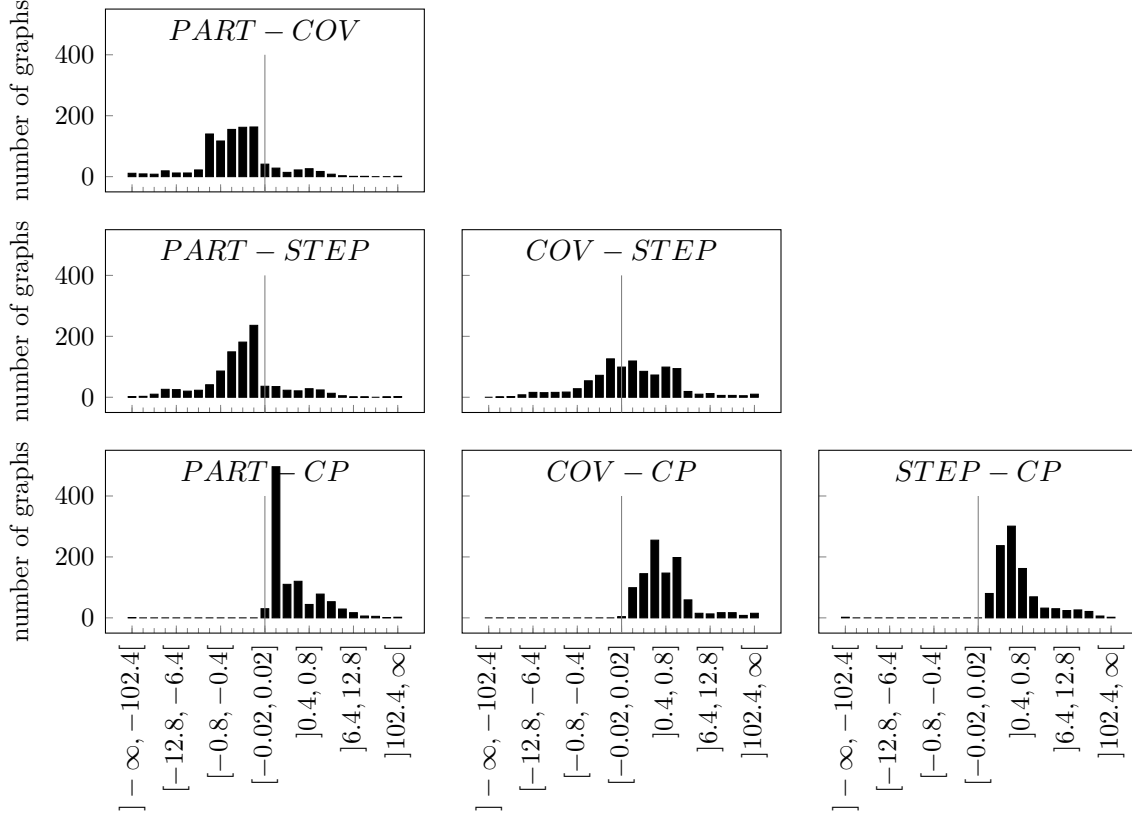 PART − COV
number of graphs
400
200
0
PART − STEP
COV − STEP
number of graphs
400
200
0
PART − CP
COV − CP
STEP − CP
number of graphs
400
200
0
] − ∞, −102.4[
[−12.8, −6.4[
[−0.8, −0.4[
[−0.02, 0.02]
]0.4, 0.8]
]6.4, 12.8]
]102.4, ∞[
] − ∞, −102.4[
[−12.8, −6.4[
[−0.8, −0.4[
[−0.02, 0.02]
]0.4, 0.8]
]6.4, 12.8]
]102.4, ∞[
] − ∞, −102.4[
[−12.8, −6.4[
[−0.8, −0.4[
[−0.02, 0.02]
]0.4, 0.8]
]6.4, 12.8]
]102.4, ∞[